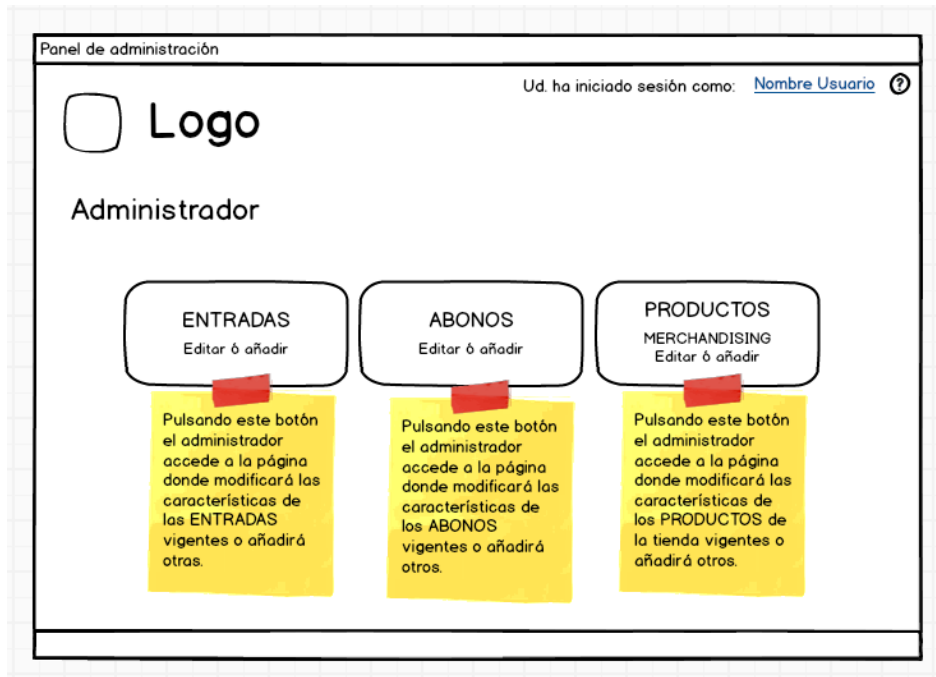 Panel de administración
Ud. ha iniciado sesión como: Nombre Usuario ?
Logo
Administrador
ENTRADAS
Editar ó añadir
ABONOS
Editar ó añadir
PRODUCTOS
MERCHANDISING
Editar ó añadir
Pulsando este botón
el administrador
accede a la página
donde modificará las
características de
las ENTRADAS
vigentes o añadirá
otras.
Pulsando este botón
el administrador
accede a la página
donde modificará las
características de
los ABONOS
vigentes o añadirá
otros.
Pulsando este botón
el administrador
accede a la página
donde modificará las
características de
los PRODUCTOS de
la tienda vigentes o
añadirá otros.